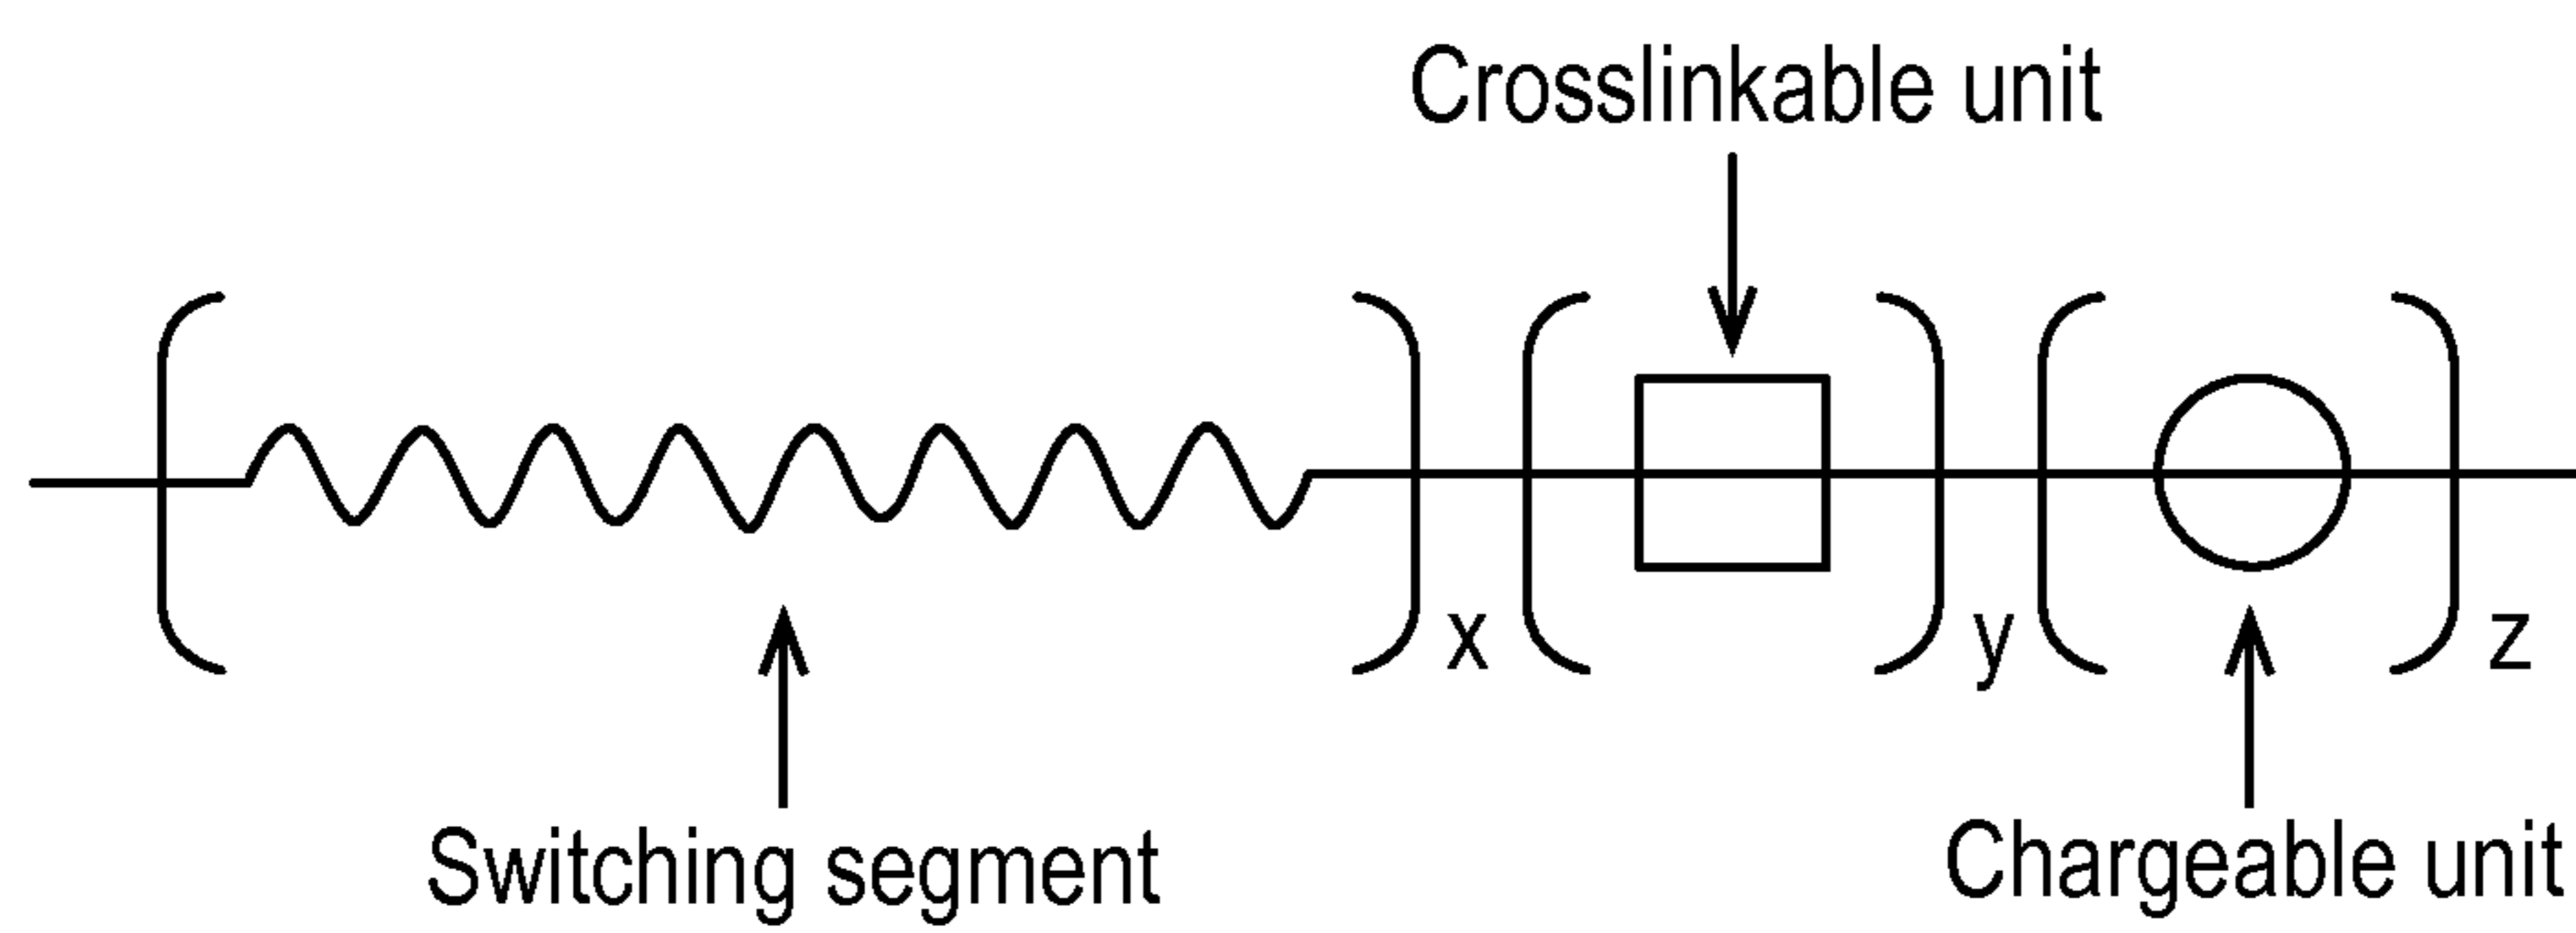 Crosslinkable unit
x
y
z
Switching segment
Chargeable unit